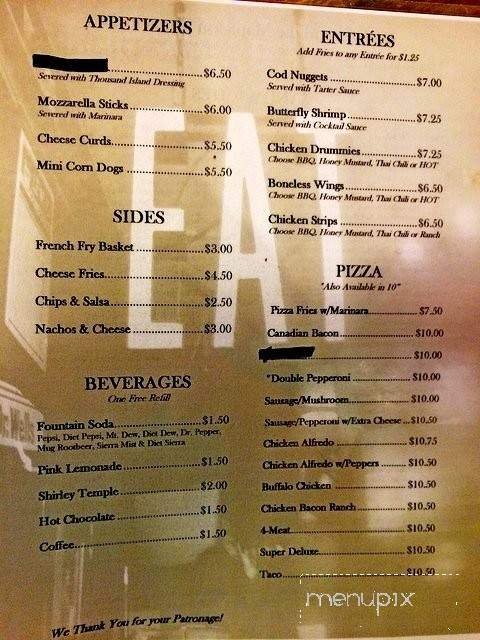 APPETIZERS
..............................$6.50
Severed with Thousand Island Dressing
Mozzarella Sticks......................$6.00
Severed with Marinara
Cheese Curds........................$5.50
Mini Corn Dogs .....................$5.50
SIDES
French Fry Basket ..................$3.00
Cheese Fries..........................$4.50
Chips & Salsa........................$2.50
Nachos & Cheese...................$3.00
BEVERAGES
One Free Refill
Fountain Soda........................$1.50
Pepsi, Diet Pepsi, Mt. Dew, Diet Dew, Dr. Pepper,
Mug Rootbeer, Sierra Mist & Diet Sierra
Pink Lemonade.....................$1.50
Shirley Temple.....................$2.00
Hot Chocolate .....................$1.50
Coffee..................................$1.50
We Thank You for your Patronage!
ENTRÉES
Add Fries to any Entrée for $1.25
Cod Nuggets .........................$7.00
Served with Tarter Sauce
Butterfly Shrimp....................$7.25
Served with Cocktail Sauce
Chicken Drummies................$7.25
Choose BBQ, Honey Mustard, Thai Chili or HOT
Boneless Wings.....................$6.50
Choose BBQ, Honey Mustard, Thai Chili or HOT
Chicken Strips ......................$6.50
Choose BBQ, Honey Mustard, Thai Chili or Ranch
PIZZA
"Also Available in 10"
Pizza Fries w/Marinara...............$7.50
Canadian Bacon........................$10.00
..............................$10.00
*Double Pepperoni ...................$10.00
Sausage/Mushroom...................$10.00
Sausage/Pepperoni w/Extra Cheese ...$10.50
Chicken Alfredo .......................$10.75
Chicken Alfredo w/Peppers ........$10.50
Buffalo Chicken .......................$10.50
Chicken Bacon Ranch ...............$10.50
4-Meat....................................$10.50
Super Deluxe...........................$10.50
Taco.......................................$10.50
EAT
menupix